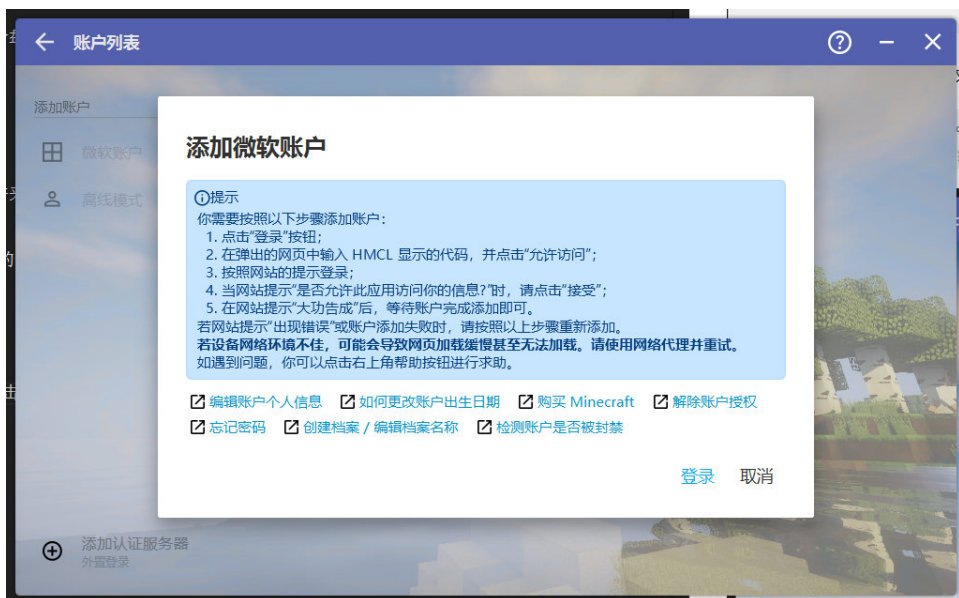 账户列表
添加账户
微软账户
离线模式
添加微软账户
提示
你需要按照以下步骤添加账户：
1. 点击“登录”按钮；
2. 在弹出的网页中输入 HMCL 显示的代码，并点击“允许访问”；
3. 按照网站的提示登录；
4. 当网站提示“是否允许此应用访问你的信息?”时，请点击“接受”；
5. 在网站提示“大功告成”后，等待账户完成添加即可。
若网站提示“出现错误”或账户添加失败时，请按照以上步骤重新添加。
若设备网络环境不佳，可能会导致网页加载缓慢甚至无法加载。请使用网络代理并重试。
如遇到问题，你可以点击右上角帮助按钮进行求助。
编辑账户个人信息 如何更改账户出生日期 购买 Minecraft 解除账户授权
忘记密码 创建档案 / 编辑档案名称 检测账户是否被封禁
登录 取消
添加认证服务器
外置登录